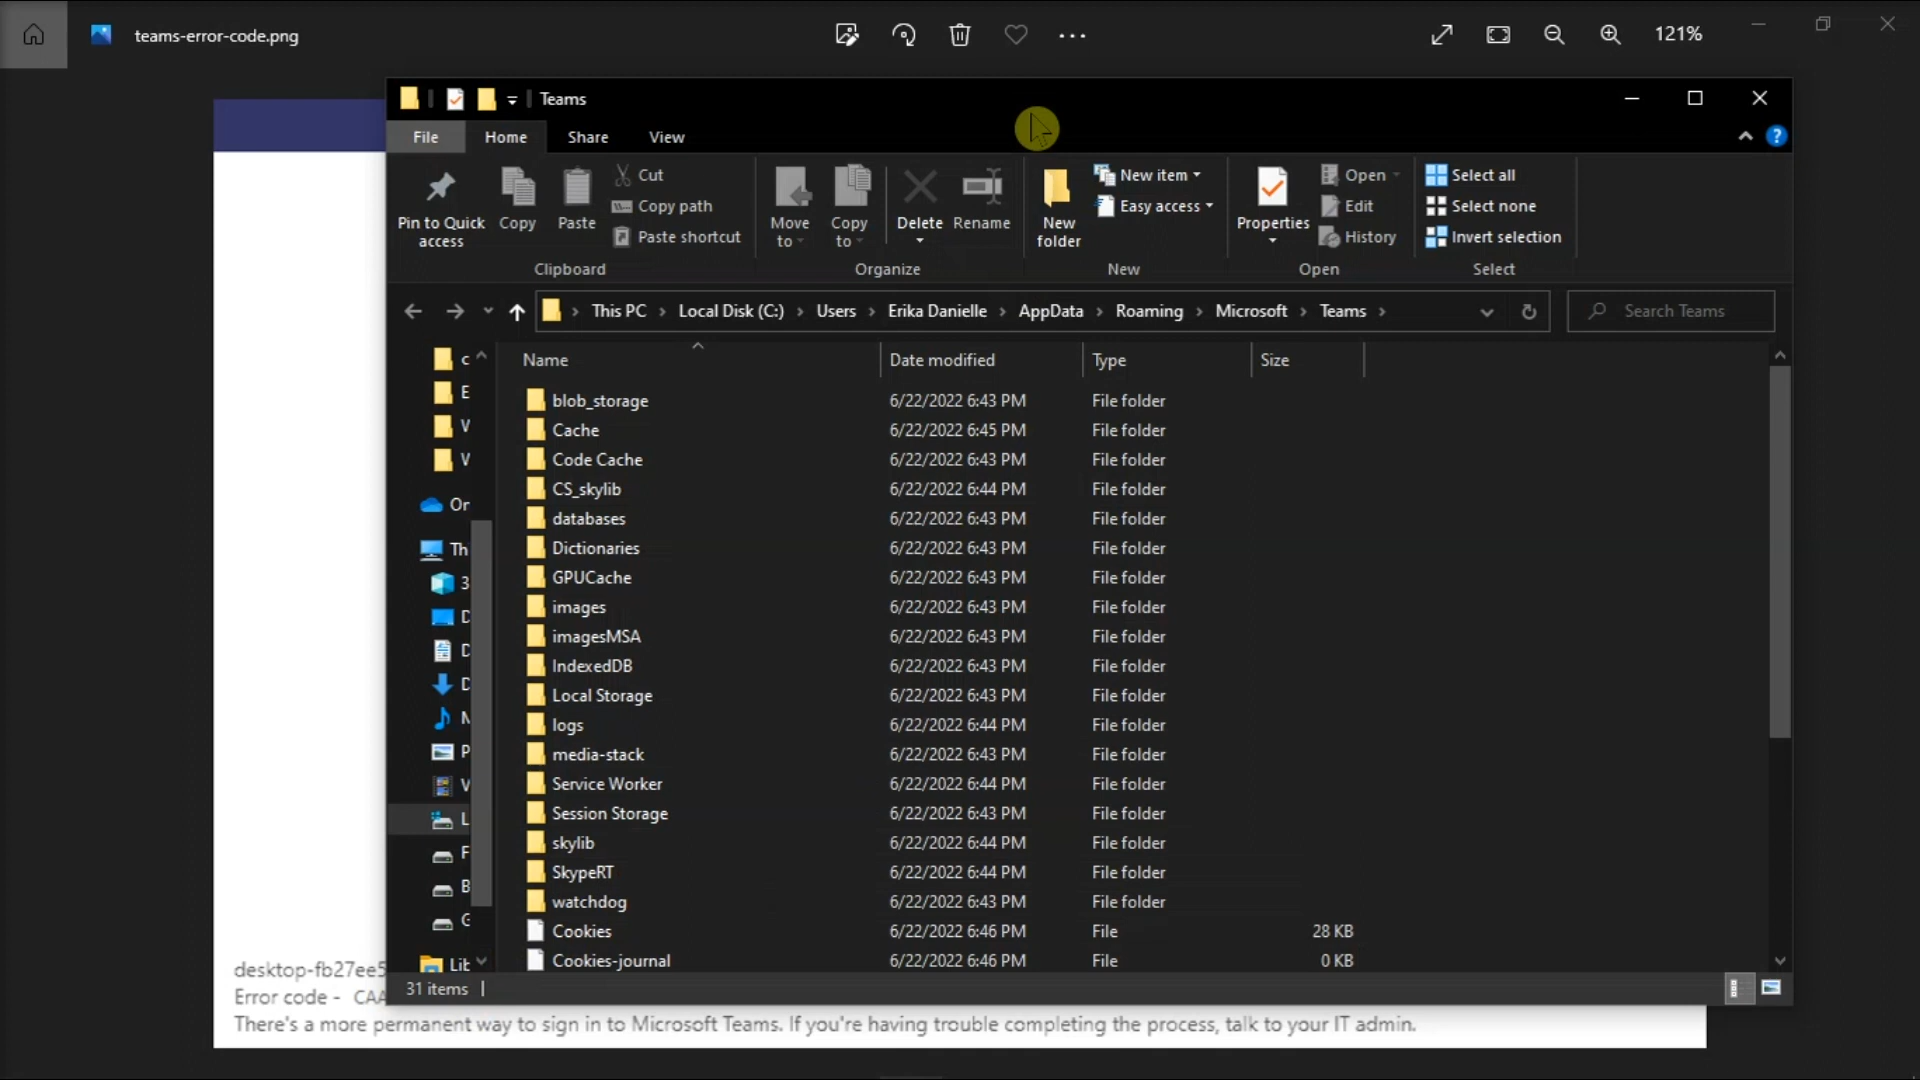 teams-error-code.png
121%
Teams
File Home Share View
Pin to Quick access
Copy
Paste
Cut
Copy path
Paste shortcut
Clipboard
Move to
Copy to
Delete
Rename
Organize
New folder
New item
Easy access
New
Properties
Open
Edit
History
Open
Select all
Select none
Invert selection
Select
This PC > Local Disk (C:) > Users > Erika Danielle > AppData > Roaming > Microsoft > Teams >
Search Teams
Name Date modified Type Size
blob_storage 6/22/2022 6:43 PM File folder
Cache 6/22/2022 6:45 PM File folder
Code Cache 6/22/2022 6:43 PM File folder
CS_skylib 6/22/2022 6:44 PM File folder
databases 6/22/2022 6:43 PM File folder
Dictionaries 6/22/2022 6:43 PM File folder
GPUCache 6/22/2022 6:43 PM File folder
images 6/22/2022 6:43 PM File folder
imagesMSA 6/22/2022 6:43 PM File folder
IndexedDB 6/22/2022 6:43 PM File folder
Local Storage 6/22/2022 6:43 PM File folder
logs 6/22/2022 6:44 PM File folder
media-stack 6/22/2022 6:43 PM File folder
Service Worker 6/22/2022 6:44 PM File folder
Session Storage 6/22/2022 6:43 PM File folder
skylib 6/22/2022 6:44 PM File folder
SkypeRT 6/22/2022 6:44 PM File folder
watchdog 6/22/2022 6:43 PM File folder
Cookies 6/22/2022 6:46 PM File 28 KB
Cookies-journal 6/22/2022 6:46 PM File 0 KB
31 items
desktop-fb27ee5
Error code - CAA
There's a more permanent way to sign in to Microsoft Teams. If you're having trouble completing the process, talk to your IT admin.